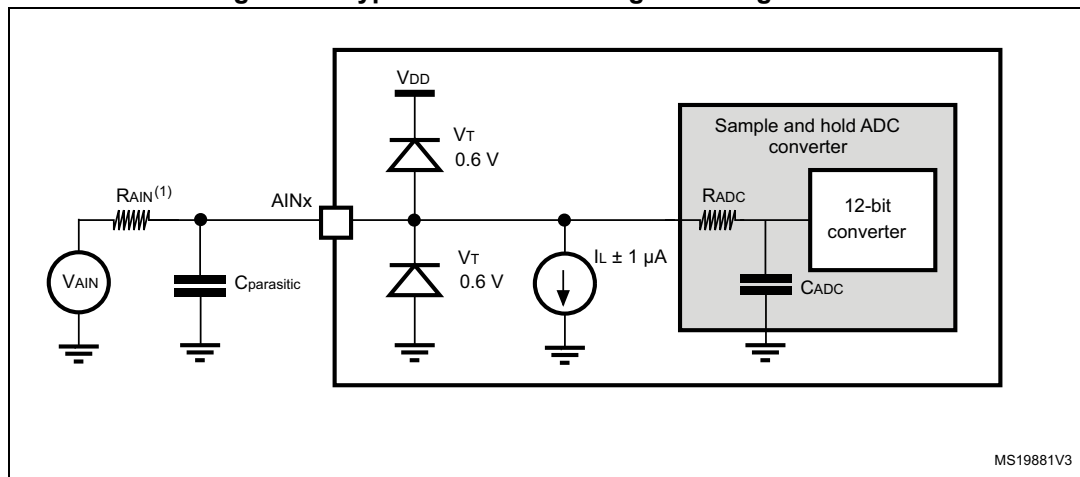 VDD
VT
0.6 V
Sample and hold ADC
converter
RAIN(1)
AINx
RADC
12-bit
converter
VAIN
Cparasitic
VT
0.6 V
IL ± 1 µA
CADC
MS19881V3